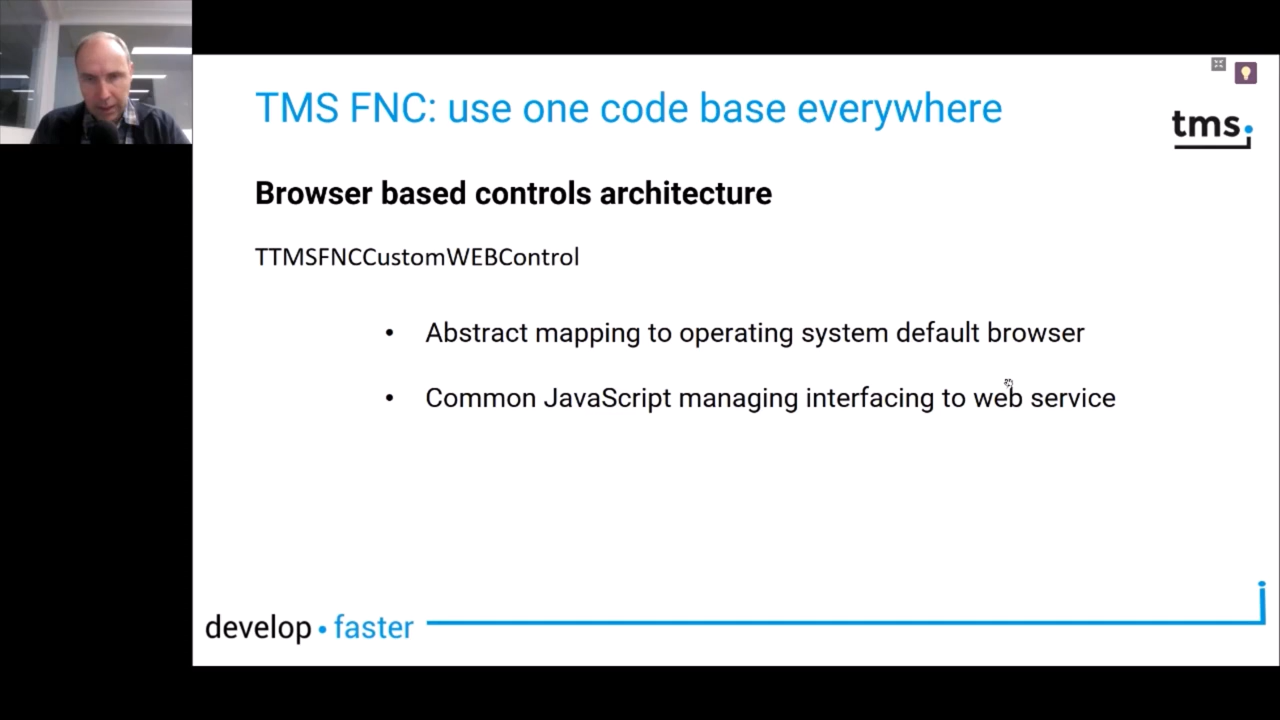 TMS FNC: use one code base everywhere
tms.
Browser based controls architecture
TTMSFNCCustomWEBControl
• Abstract mapping to operating system default browser
• Common JavaScript managing interfacing to web service
develop • faster